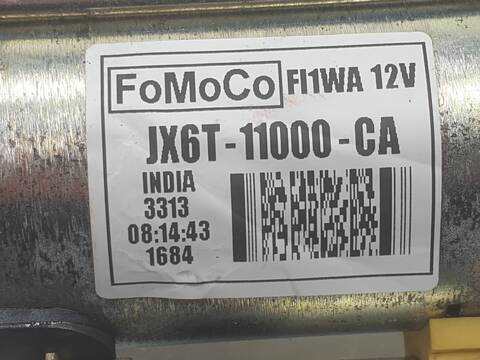 FoMoCo FI1WA 12V
JX6T-11000-CA
INDIA
3313
08:14:43
1684